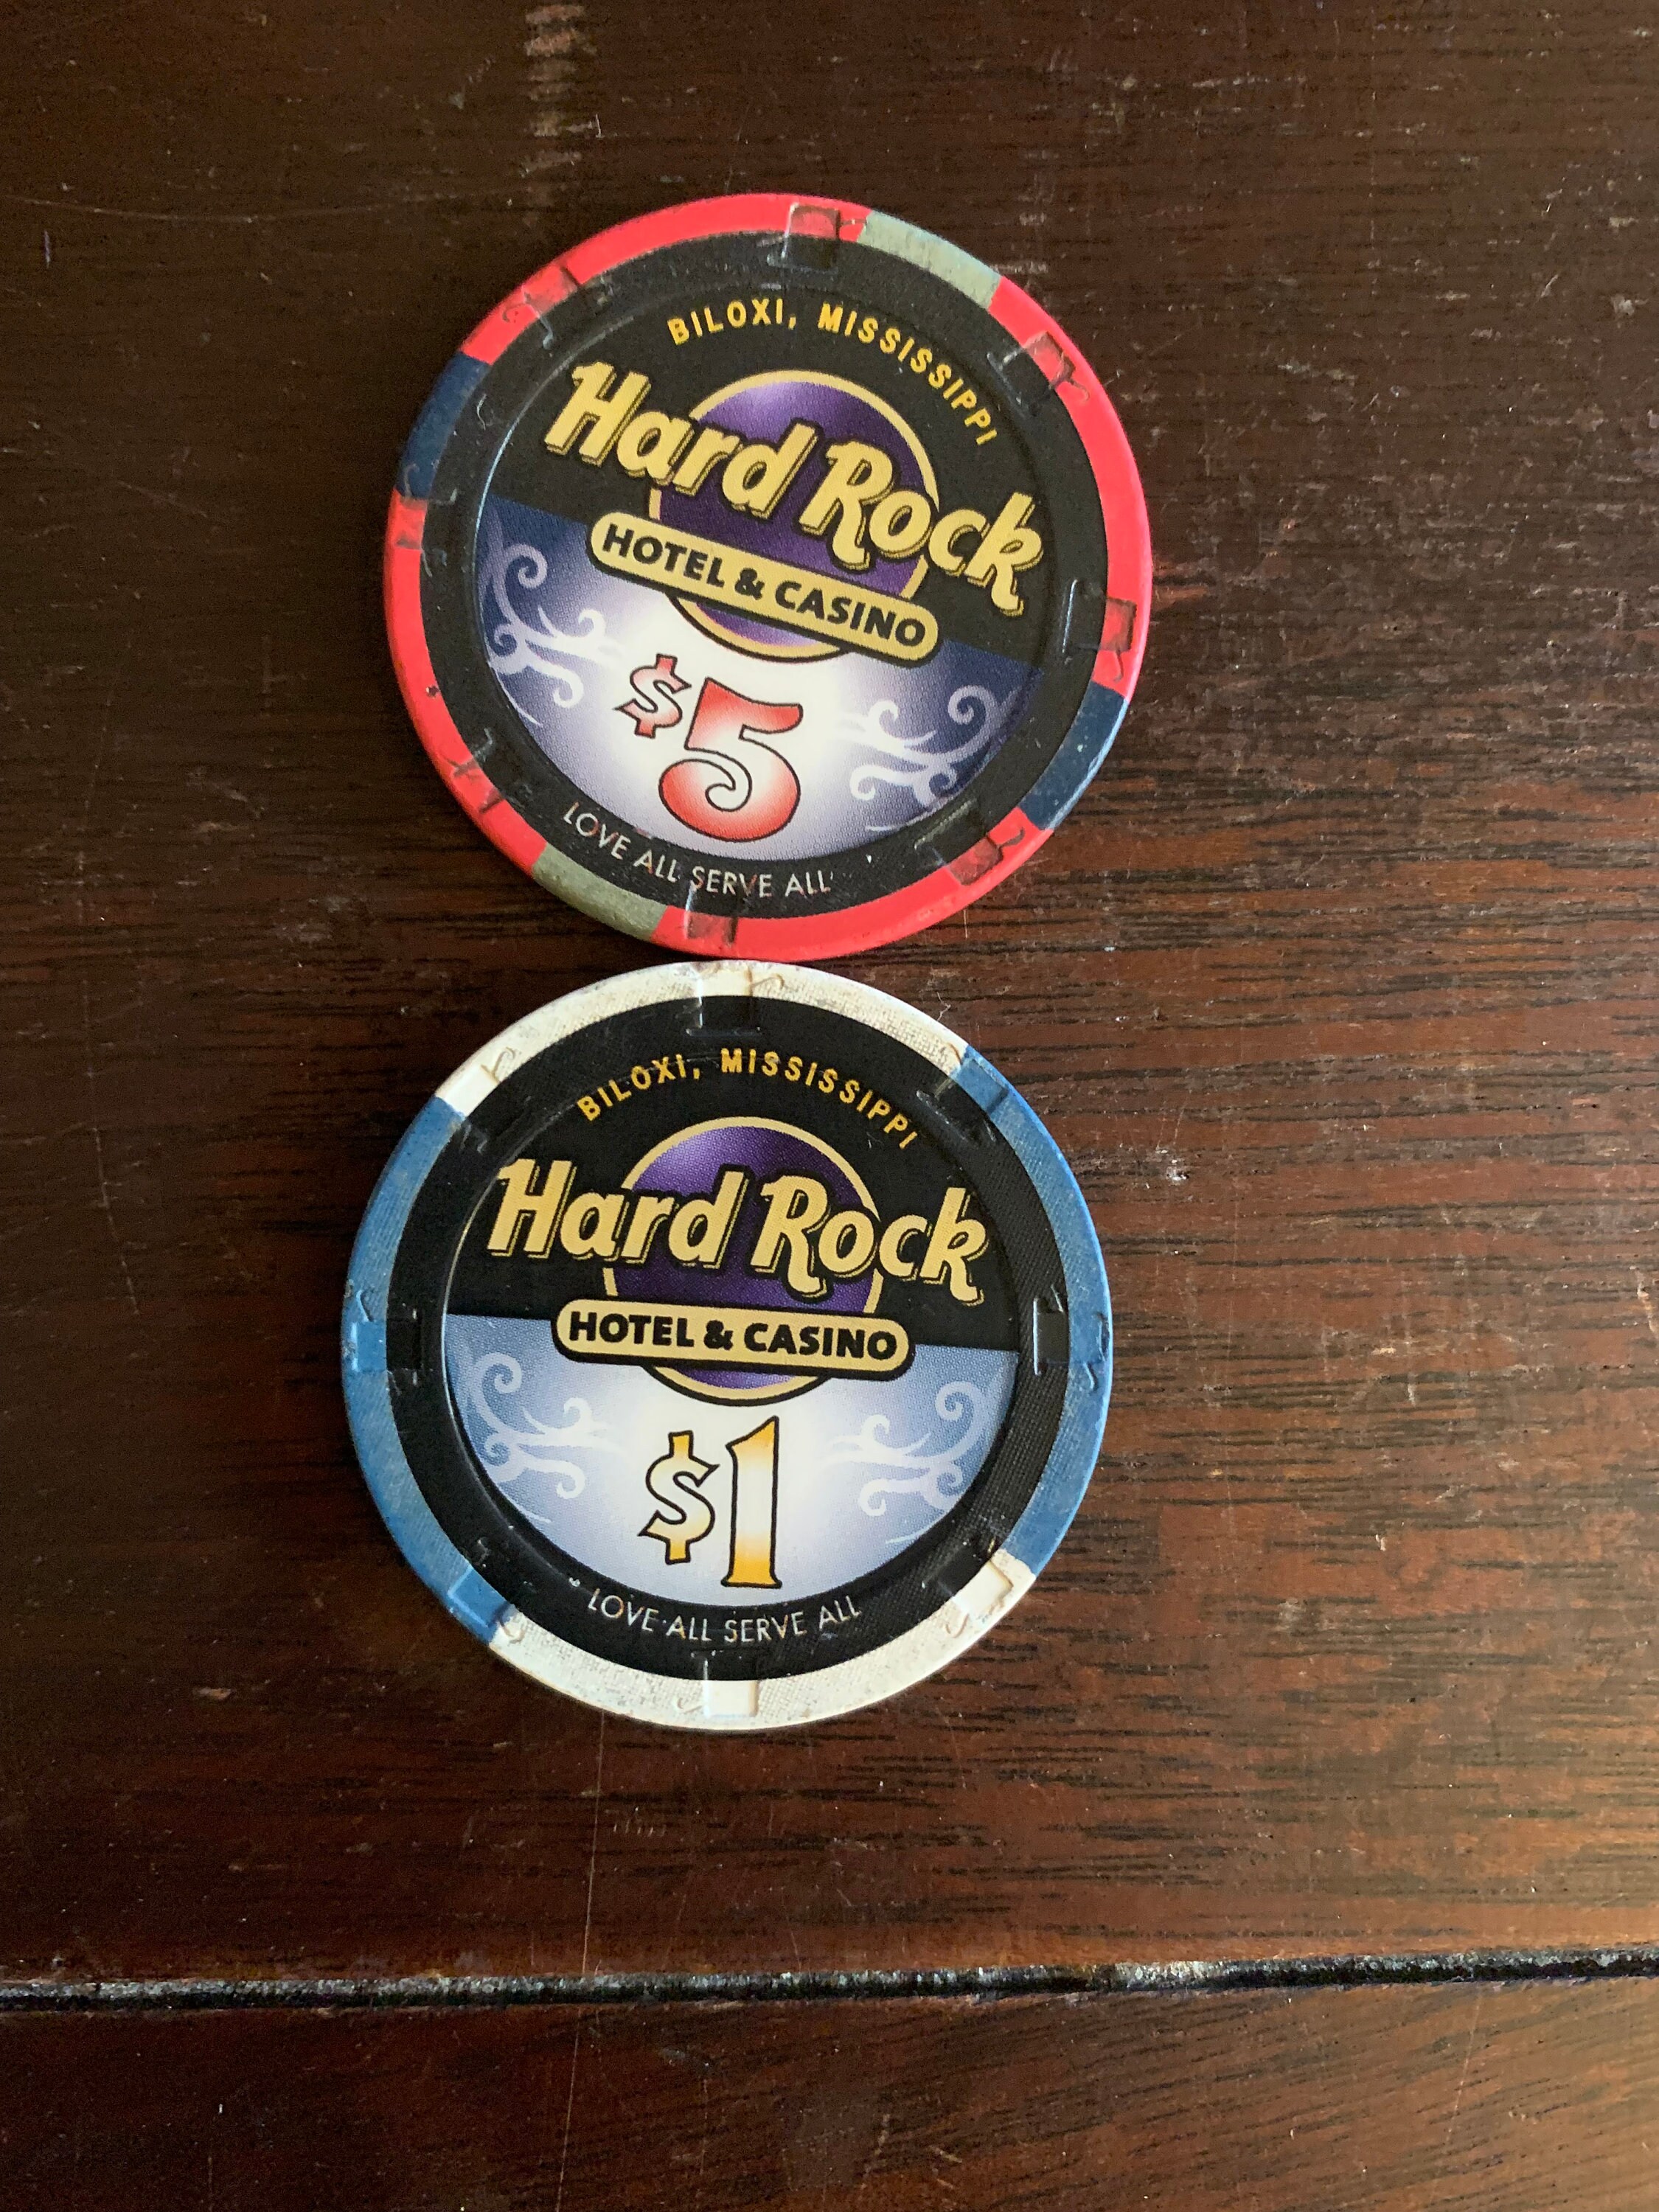 BILOXI, MISSISSIPPI
Hard Rock
HOTEL & CASINO
$5
LOVE ALL SERVE ALL
BILOXI, MISSISSIPPI
Hard Rock
HOTEL & CASINO
$1
LOVE ALL SERVE ALL